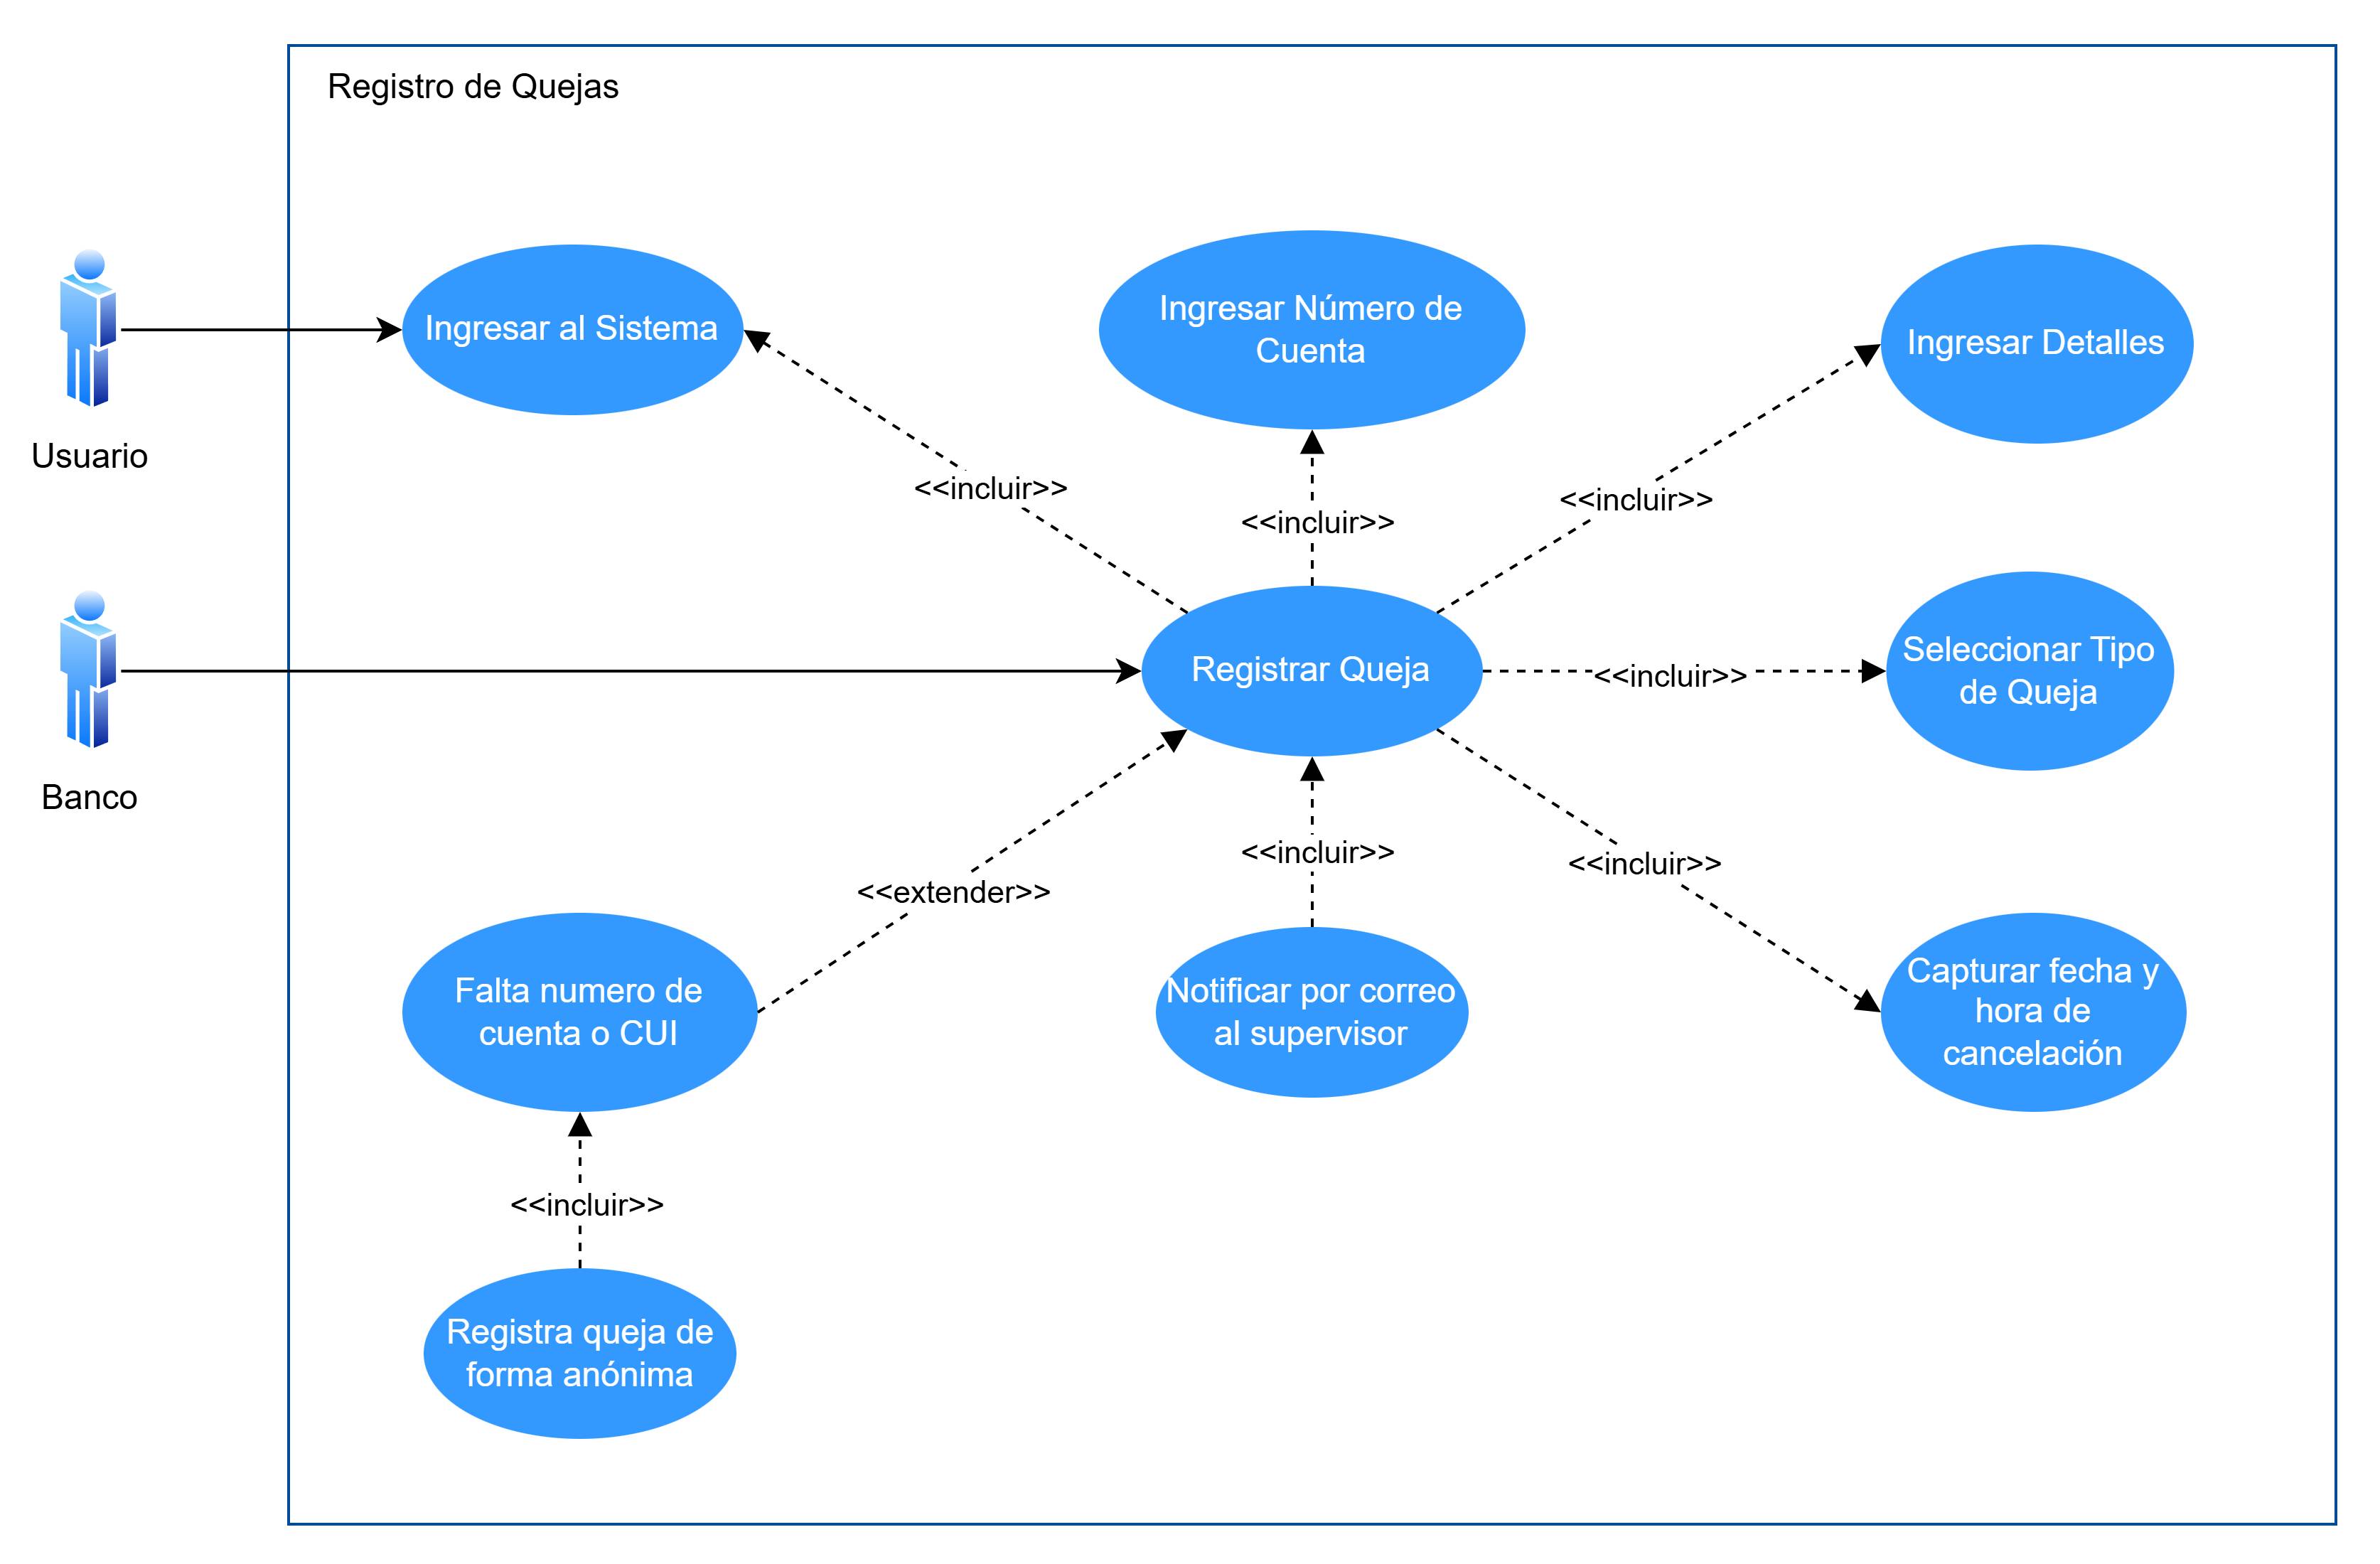 Registro de Quejas
Ingresar al Sistema
Ingresar Número de
Cuenta
Ingresar Detalles
Usuario
<<incluir>>
<<incluir>>
<<incluir>>
Registrar Queja
<<incluir>>
Seleccionar Tipo
de Queja
Banco
<<extender>>
<<incluir>>
<<incluir>>
Falta numero de
cuenta o CUI
Notificar por correo
al supervisor
Capturar fecha y
hora de
cancelación
<<incluir>>
Registra queja de
forma anónima